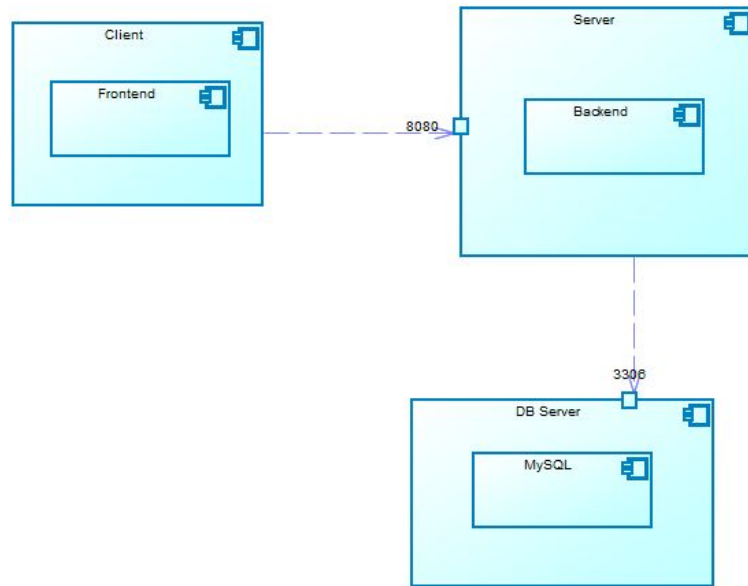 Client
Frontend
8080
Server
Backend
3306
DB Server
MySQL